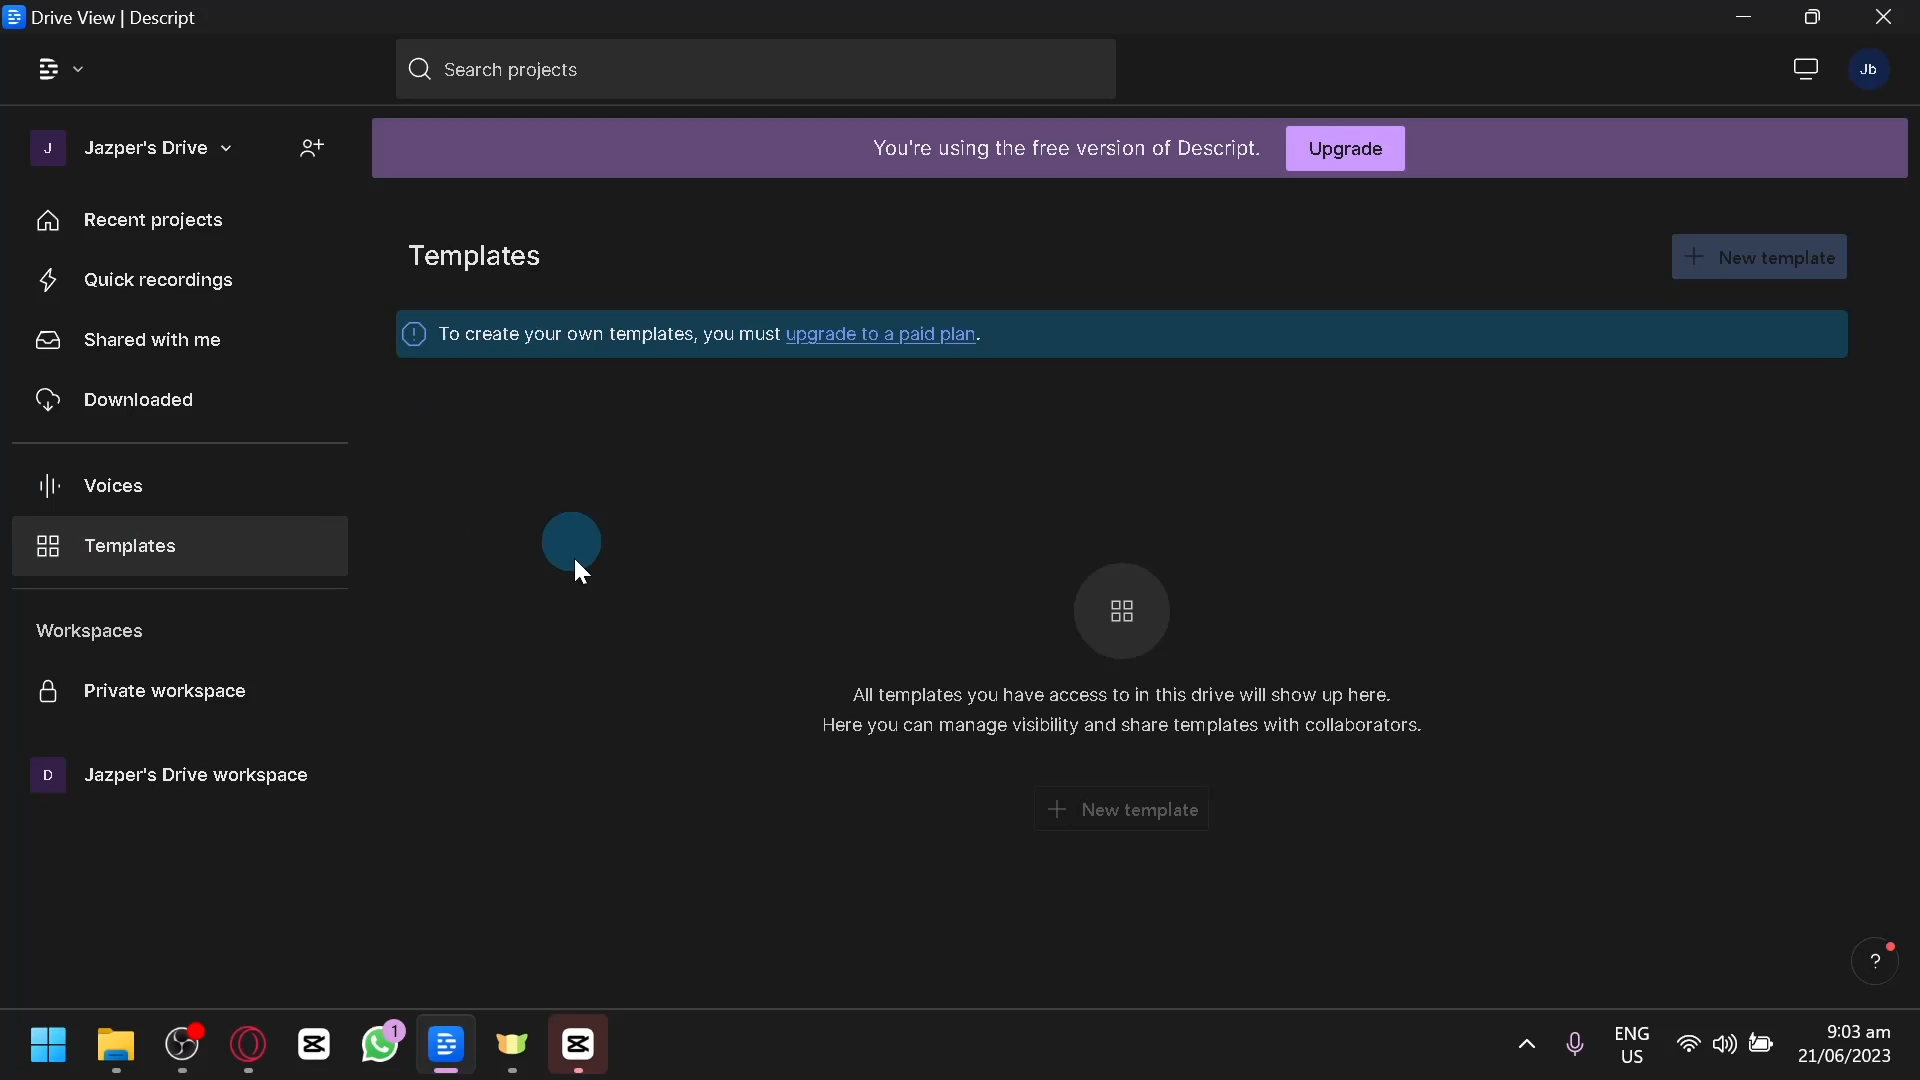 Drive View | Descript
Search projects
Jb
J
Jazper's Drive
You're using the free version of Descript.
Upgrade
Recent projects
Quick recordings
Shared with me
Downloaded
Voices
Templates
Workspaces
Private workspace
D
Jazper's Drive workspace
Templates
New template
To create your own templates, you must upgrade to a paid plan.
All templates you have access to in this drive will show up here.
Here you can manage visibility and share templates with collaborators.
New template
?
1
ENG
US
9:03 am
21/06/2023